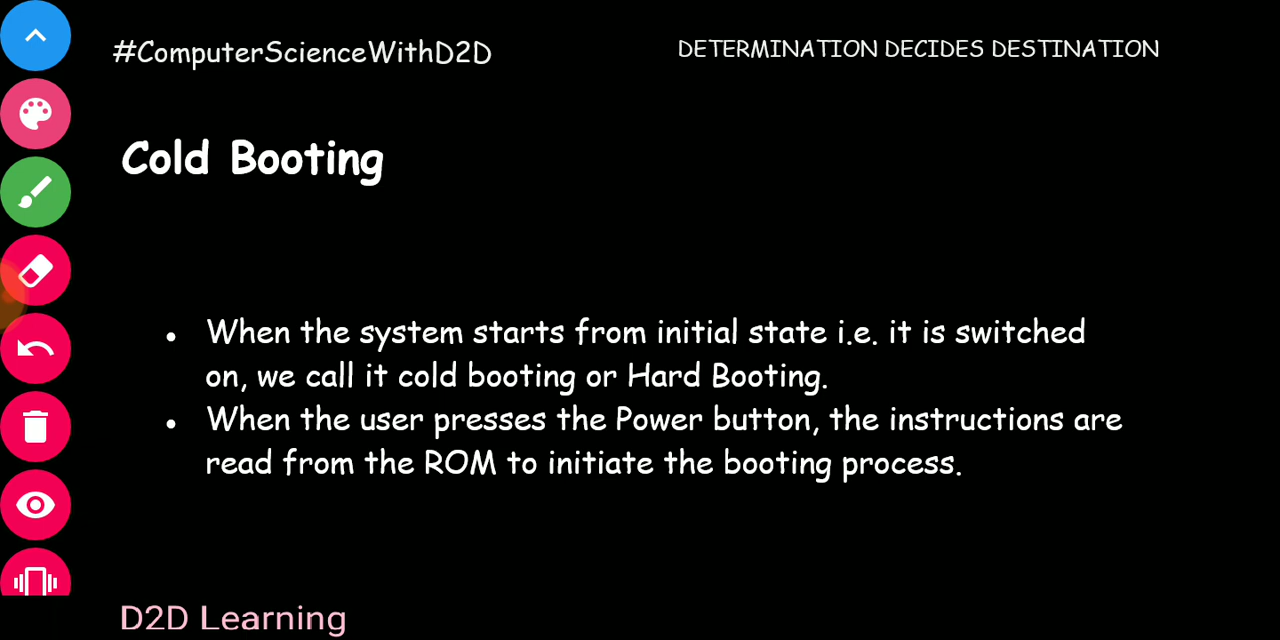 #ComputerScienceWithD2D
DETERMINATION DECIDES DESTINATION
Cold Booting
• When the system starts from initial state i.e. it is switched
on, we call it cold booting or Hard Booting.
• When the user presses the Power button, the instructions are
read from the ROM to initiate the booting process.
D2D Learning